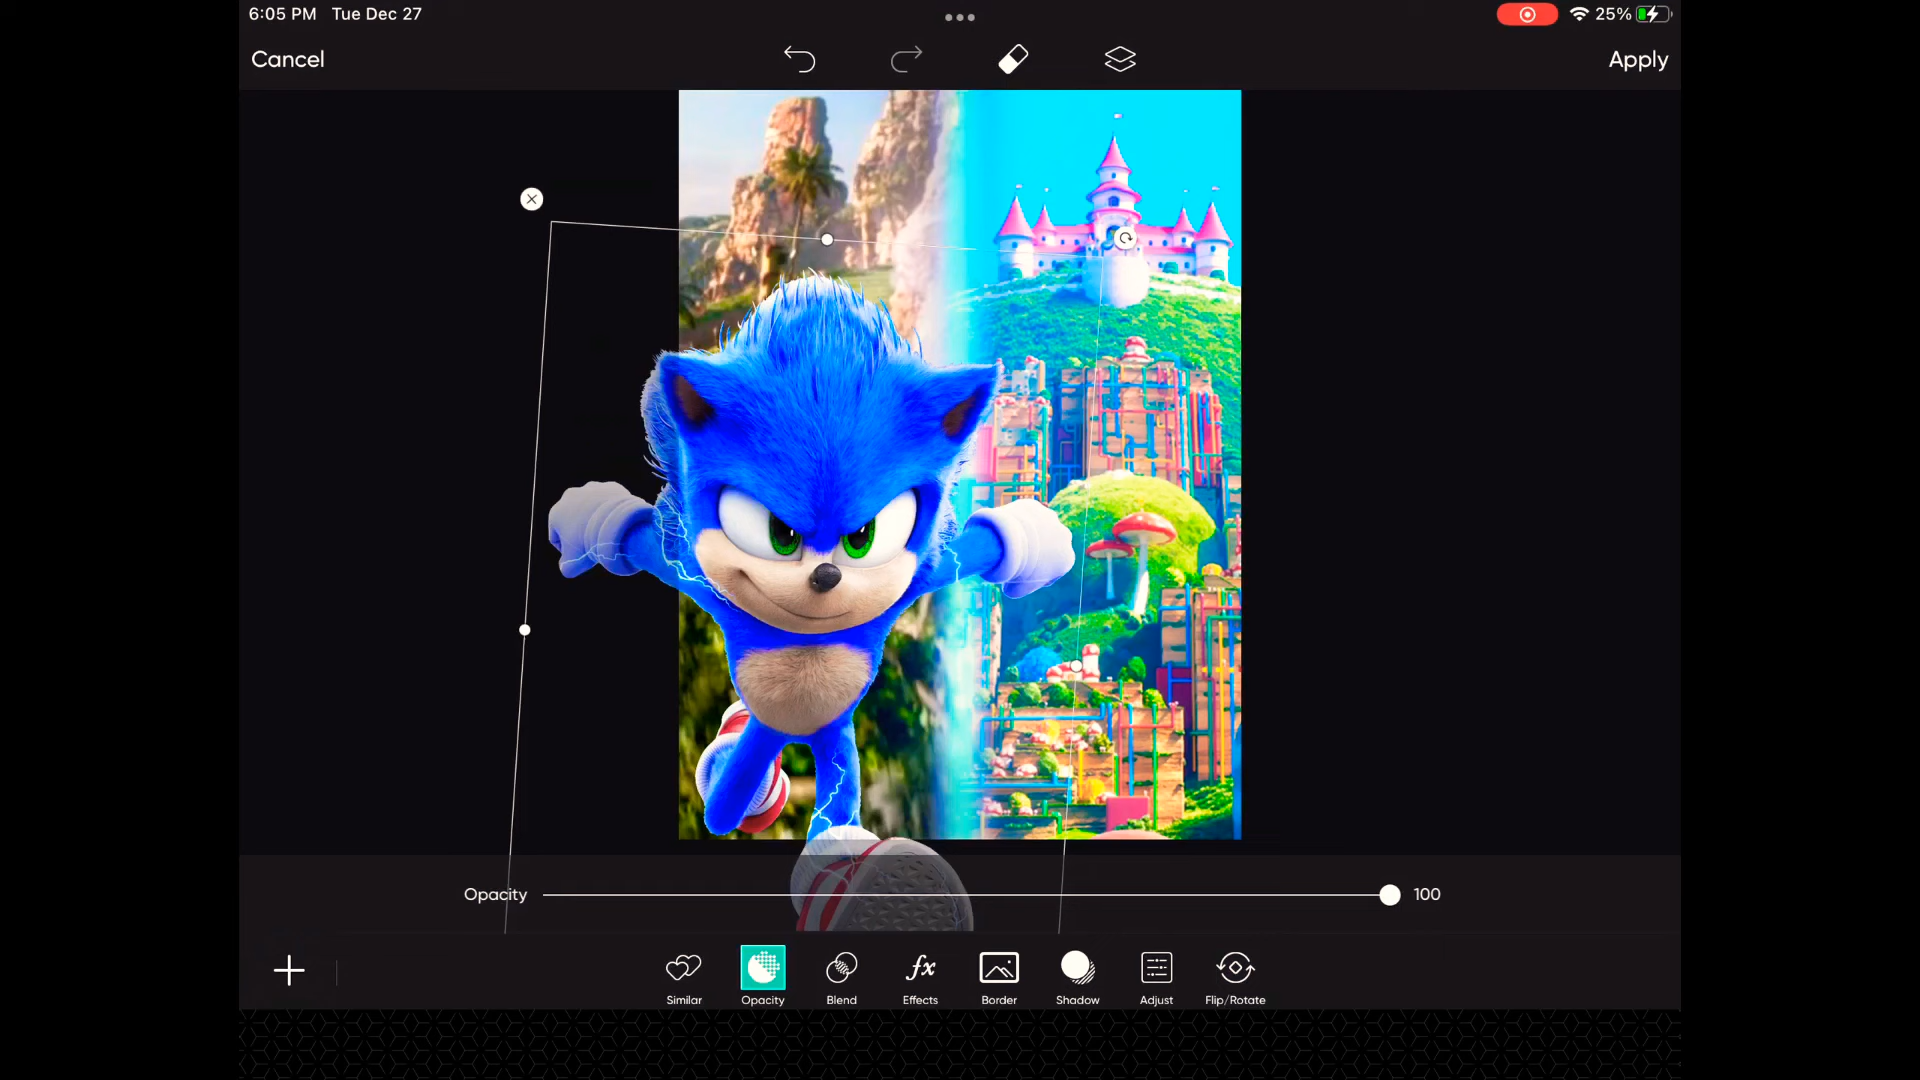 6:05 PM Tue Dec 27
25%
Cancel
Apply
Opacity
100
Similar
Opacity
Blend
fx
Effects
Border
Shadow
Adjust
Flip/Rotate